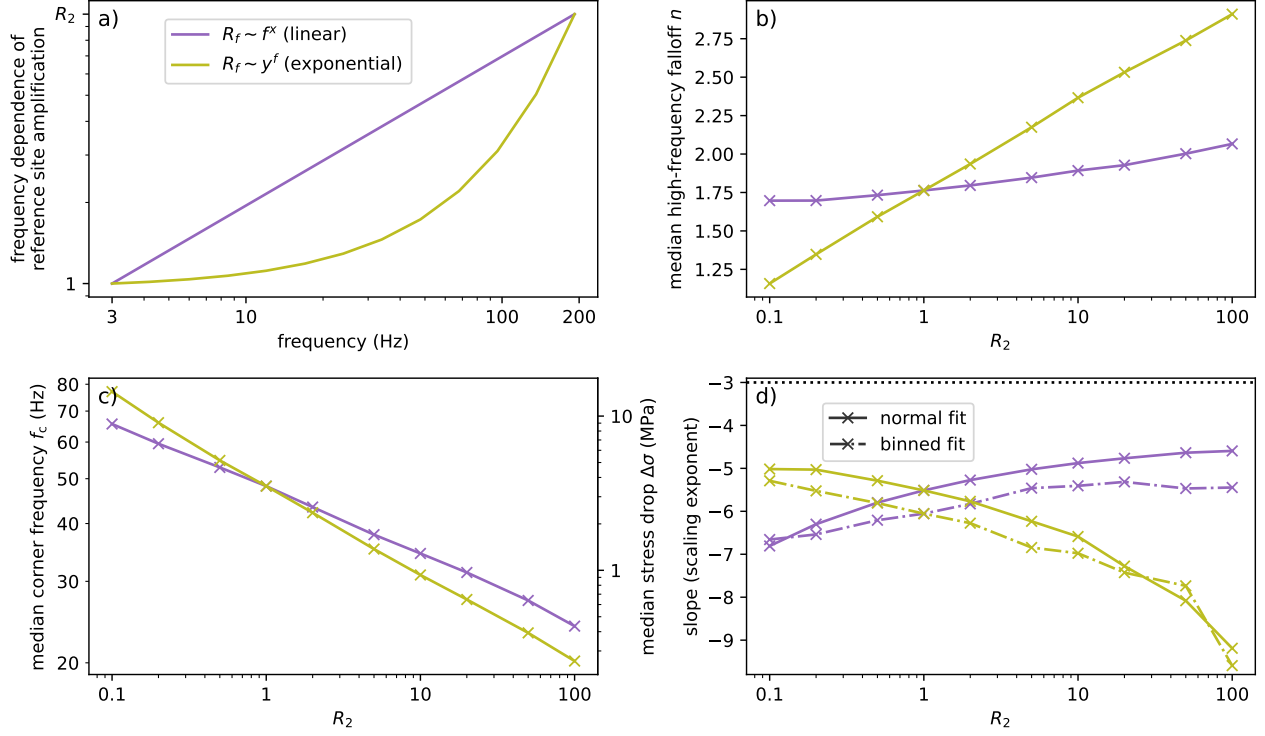 a)
R₂
1
frequency dependence of
reference site amplification
R_f ~ f^x (linear)
R_f ~ y^f (exponential)
3
10
100
200
frequency (Hz)
b)
2.75
2.50
2.25
2.00
1.75
1.50
1.25
median high-frequency falloff n
0.1
1
10
100
R₂
c)
80
70
60
50
40
30
20
median corner frequency f_c (Hz)
10
1
median stress drop Δσ (MPa)
0.1
1
10
100
R₂
d)
−3
−4
−5
−6
−7
−8
−9
slope (scaling exponent)
normal fit
binned fit
0.1
1
10
100
R₂